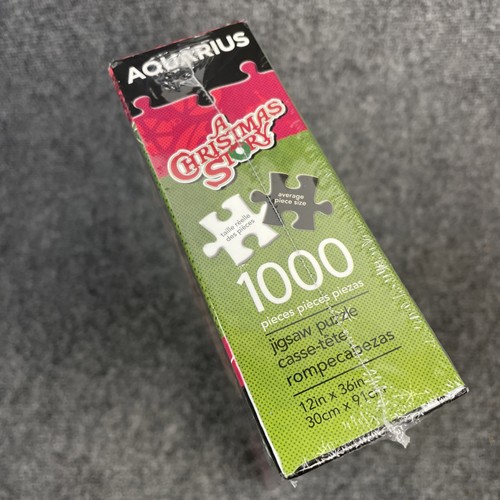 AQUARIUS
A
CHRISTMAS
STORY
average
piece size
taille réelle
des pièces
1000
pieces pièces piezas
jigsaw puzzle
casse-tête
rompecabezas
12in x 36in
30cm x 91cm